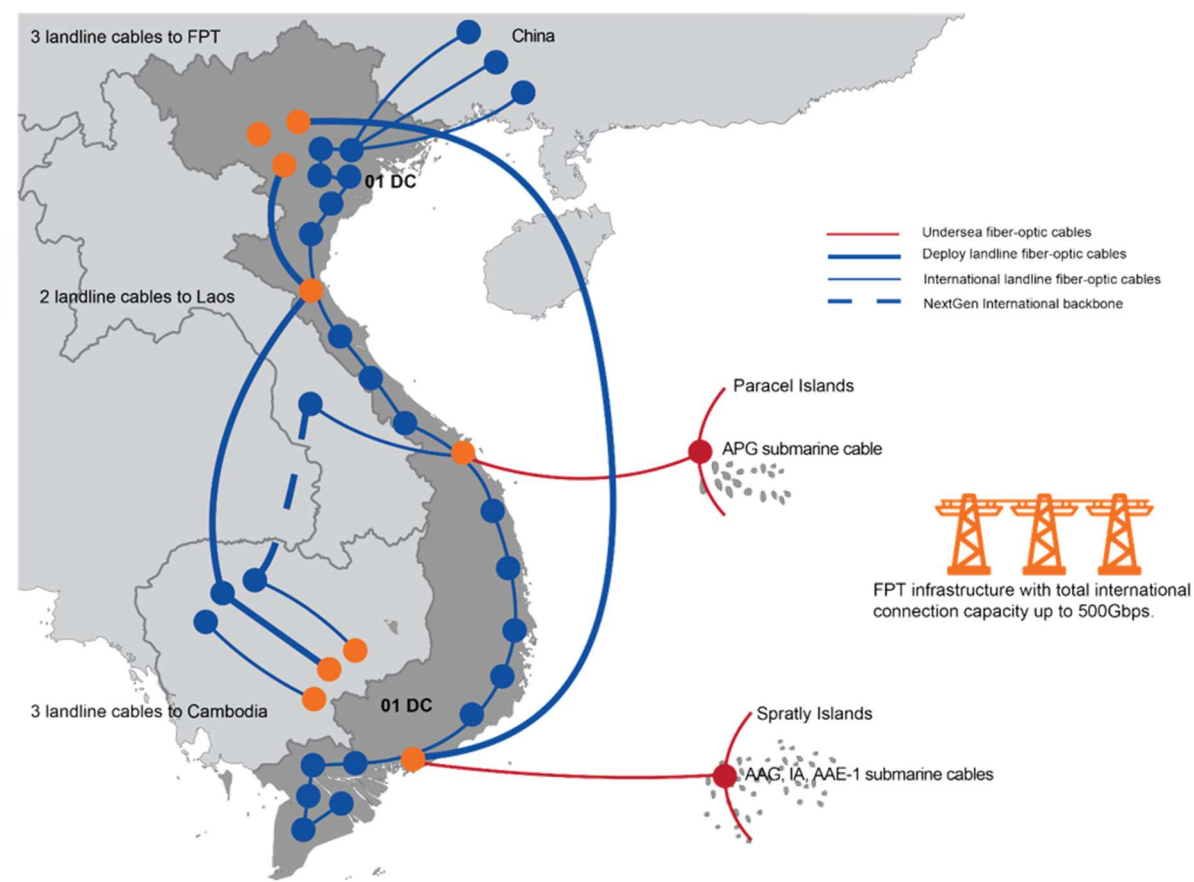 3 landline cables to FPT
China
01 DC
2 landline cables to Laos
Undersea fiber-optic cables
Deploy landline fiber-optic cables
International landline fiber-optic cables
NextGen International backbone
Paracel Islands
APG submarine cable
FPT infrastructure with total international
connection capacity up to 500Gbps.
3 landline cables to Cambodia
01 DC
Spratly Islands
AAG, IA, AAE-1 submarine cables